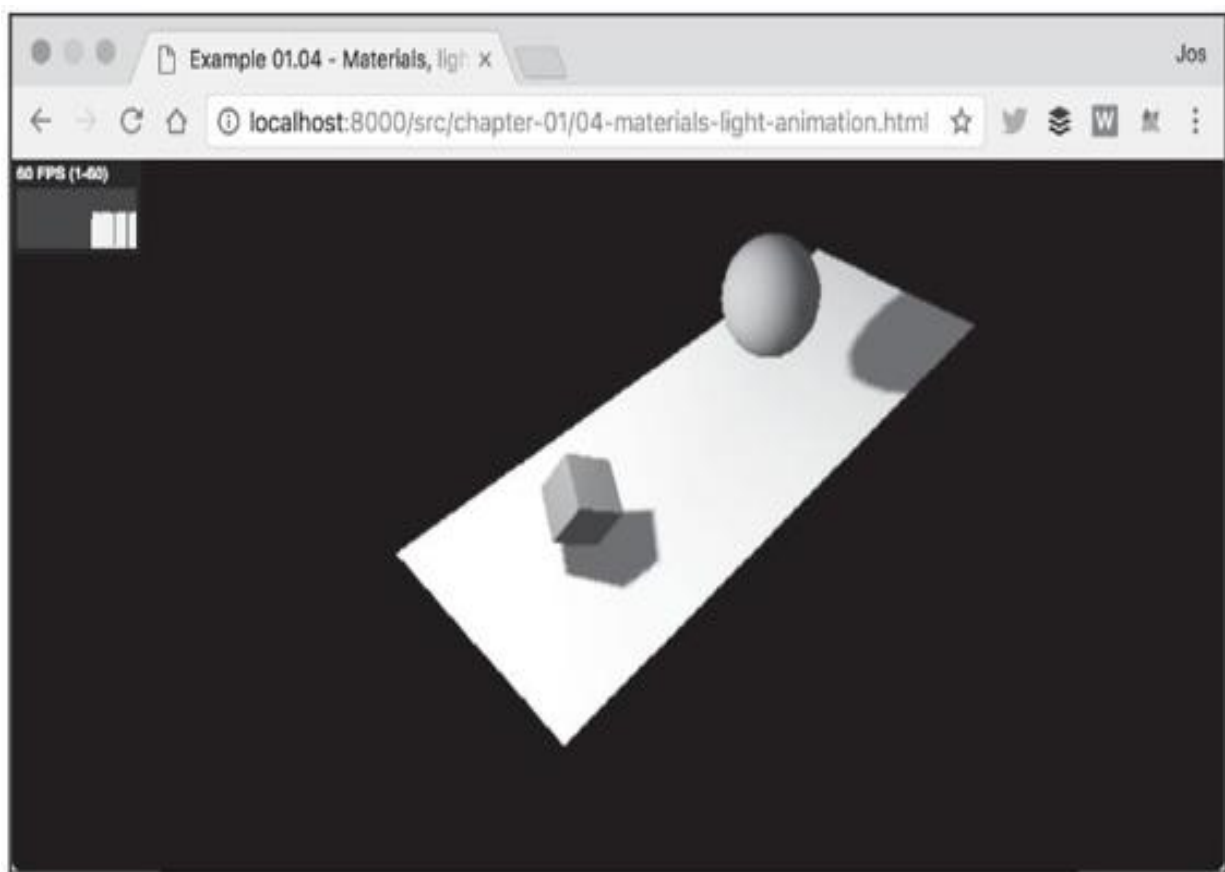 Example 01.04 - Materials, ligh
Jos
localhost:8000/src/chapter-01/04-materials-light-animation.html
W
60 FPS (1-60)